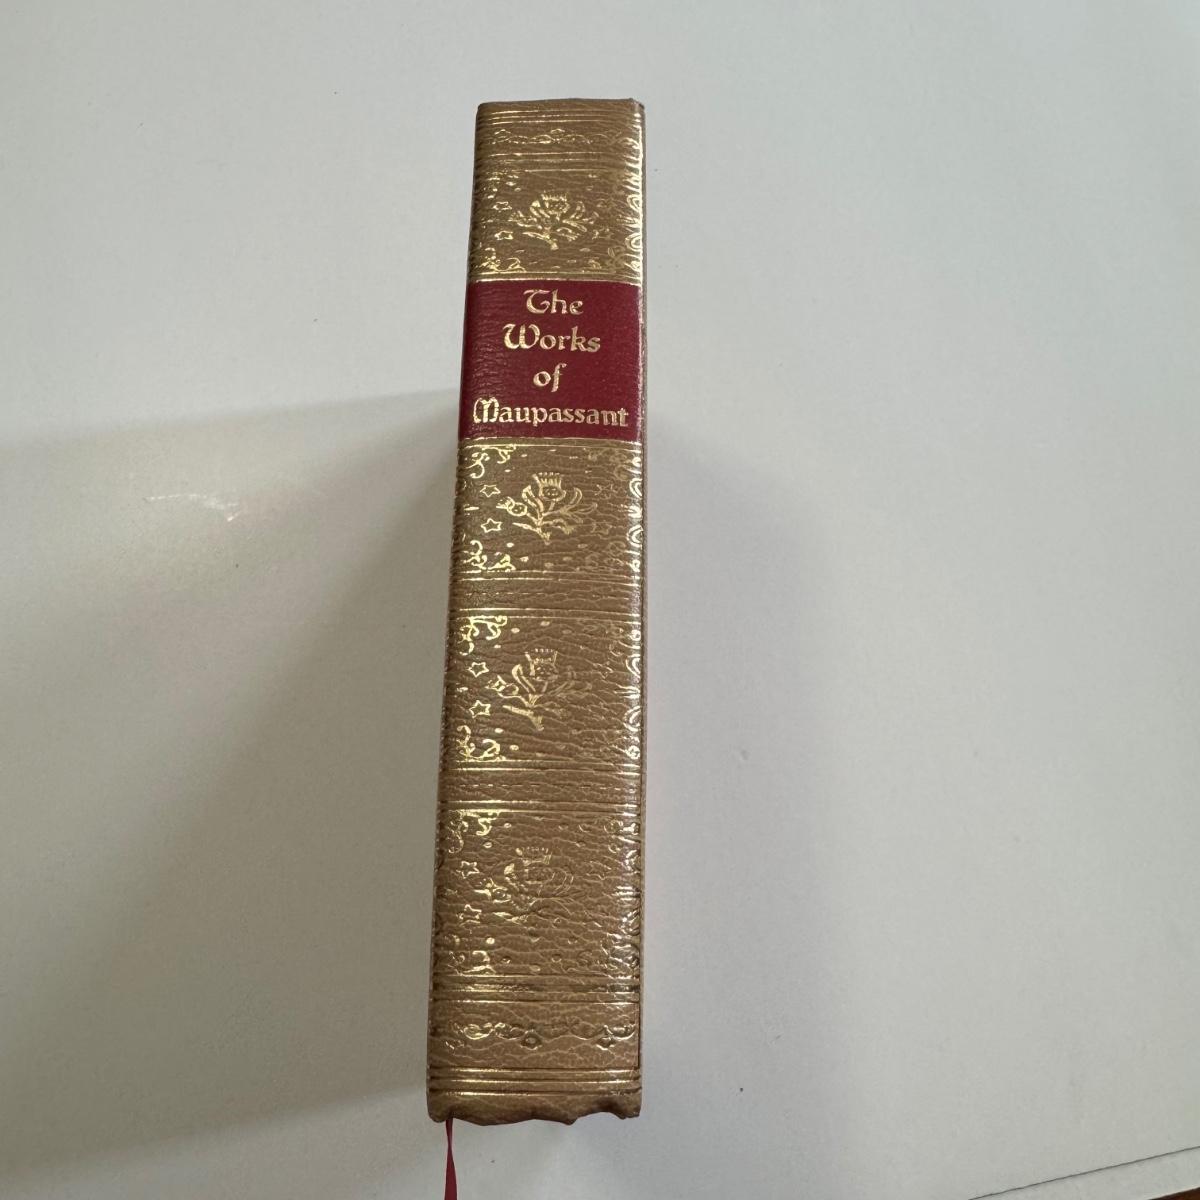 The
Works
of
Maupassant